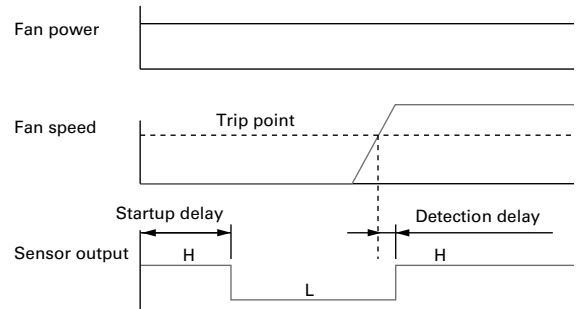 Fan power
Fan speed
Trip point
Startup delay
Detection delay
Sensor output
H
H
L